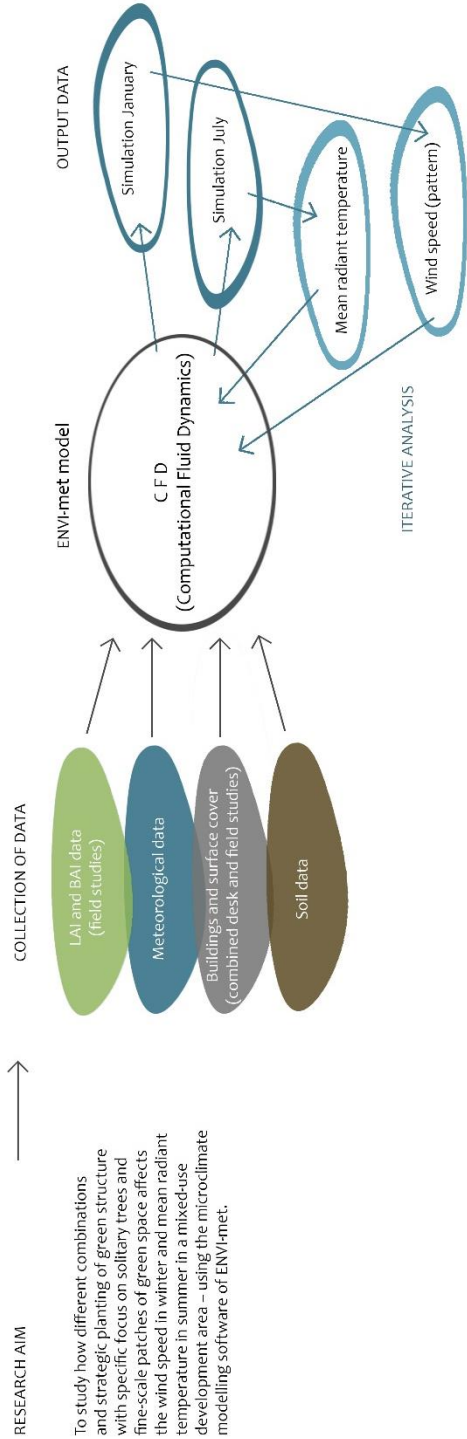 RESEARCH AIM
To study how different combinations
and strategic planting of green structure
with specific focus on solitary trees and
fine-scale patches of green space affects
the wind speed in winter and mean radiant
temperature in summer in a mixed-use
development area – using the microclimate
modelling software of ENVI-met.
COLLECTION OF DATA
LAI and BAI data
(field studies)
Meteorological data
Buildings and surface cover
(combined desk and field studies)
Soil data
ENVI-met model
C F D
(Computational Fluid Dynamics)
OUTPUT DATA
Simulation January
Simulation July
Mean radiant temperature
Wind speed (pattern)
ITERATIVE ANALYSIS